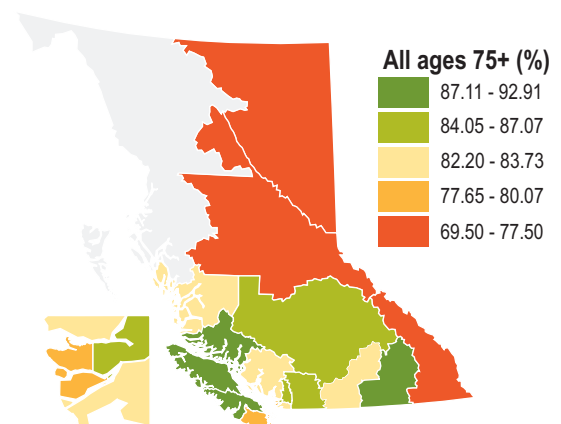 All ages 75+ (%)
87.11 - 92.91
84.05 - 87.07
82.20 - 83.73
77.65 - 80.07
69.50 - 77.50